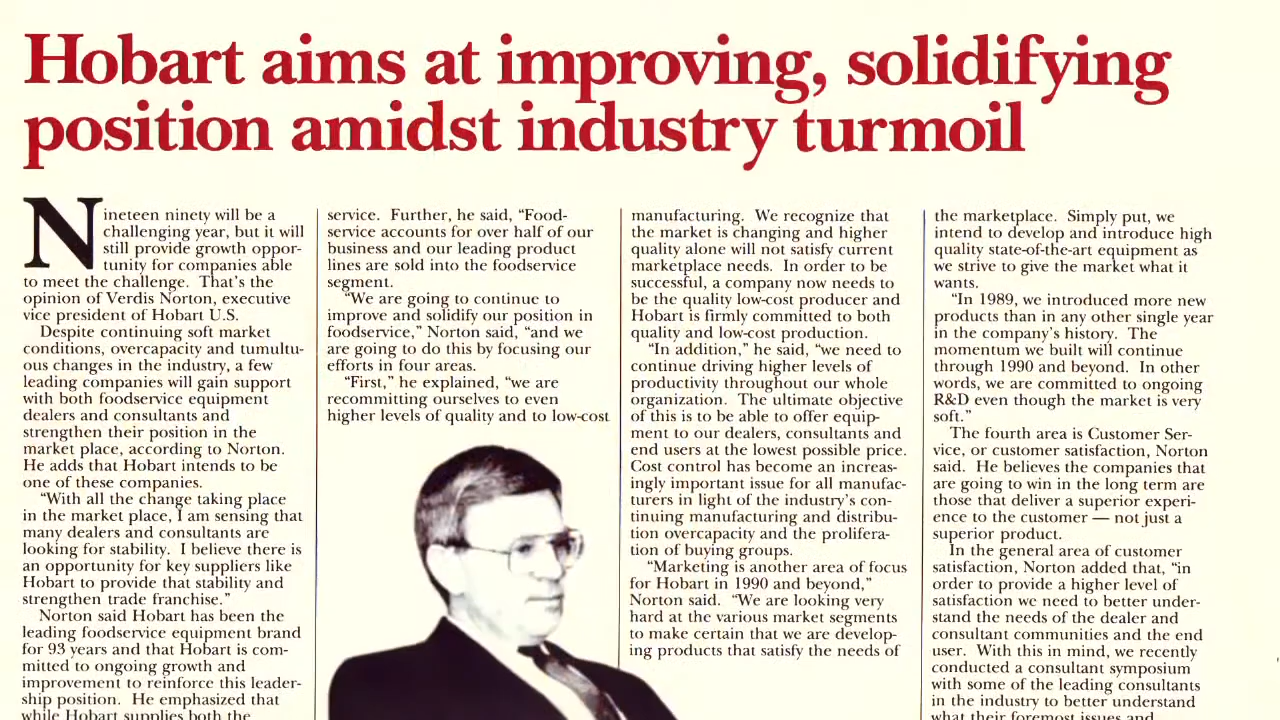 Hobart aims at improving, solidifying
position amidst industry turmoil
Nineteen ninety will be a
challenging year, but it will
still provide growth oppor-
tunity for companies able
to meet the challenge. That's the
opinion of Verdis Norton, executive
vice president of Hobart U.S.
Despite continuing soft market
conditions, overcapacity and tumultu-
ous changes in the industry, a few
leading companies will gain support
with both foodservice equipment
dealers and consultants and
strengthen their position in the
market place, according to Norton.
He adds that Hobart intends to be
one of these companies.
“With all the change taking place
in the market place, I am sensing that
many dealers and consultants are
looking for stability. I believe there is
an opportunity for key suppliers like
Hobart to provide that stability and
strengthen trade franchise.”
Norton said Hobart has been the
leading foodservice equipment brand
for 93 years and that Hobart is com-
mitted to ongoing growth and
improvement to reinforce this leader-
ship position. He emphasized that
while Hobart supplies both the
service. Further, he said, “Food-
service accounts for over half of our
business and our leading product
lines are sold into the foodservice
segment.
“We are going to continue to
improve and solidify our position in
foodservice,” Norton said, “and we
are going to do this by focusing our
efforts in four areas.
“First,” he explained, “we are
recommitting ourselves to even
higher levels of quality and to low-cost
manufacturing. We recognize that
the market is changing and higher
quality alone will not satisfy current
marketplace needs. In order to be
successful, a company now needs to
be the quality low-cost producer and
Hobart is firmly committed to both
quality and low-cost production.
“In addition,” he said, “we need to
continue driving higher levels of
productivity throughout our whole
organization. The ultimate objective
of this is to be able to offer equip-
ment to our dealers, consultants and
end users at the lowest possible price.
Cost control has become an increas-
ingly important issue for all manufac-
turers in light of the industry's con-
tinuing manufacturing and distribu-
tion overcapacity and the prolifera-
tion of buying groups.
“Marketing is another area of focus
for Hobart in 1990 and beyond,”
Norton said. “We are looking very
hard at the various market segments
to make certain that we are develop-
ing products that satisfy the needs of
the marketplace. Simply put, we
intend to develop and introduce high
quality state-of-the-art equipment as
we strive to give the market what it
wants.
“In 1989, we introduced more new
products than in any other single year
in the company's history. The
momentum we built will continue
through 1990 and beyond. In other
words, we are committed to ongoing
R&D even though the market is very
soft.”
The fourth area is Customer Ser-
vice, or customer satisfaction, Norton
said. He believes the companies that
are going to win in the long term are
those that deliver a superior experi-
ence to the customer — not just a
superior product.
In the general area of customer
satisfaction, Norton added that, “in
order to provide a higher level of
satisfaction we need to better under-
stand the needs of the dealer and
consultant communities and the end
user. With this in mind, we recently
conducted a consultant symposium
with some of the leading consultants
in the industry to better understand
what their foremost issues and